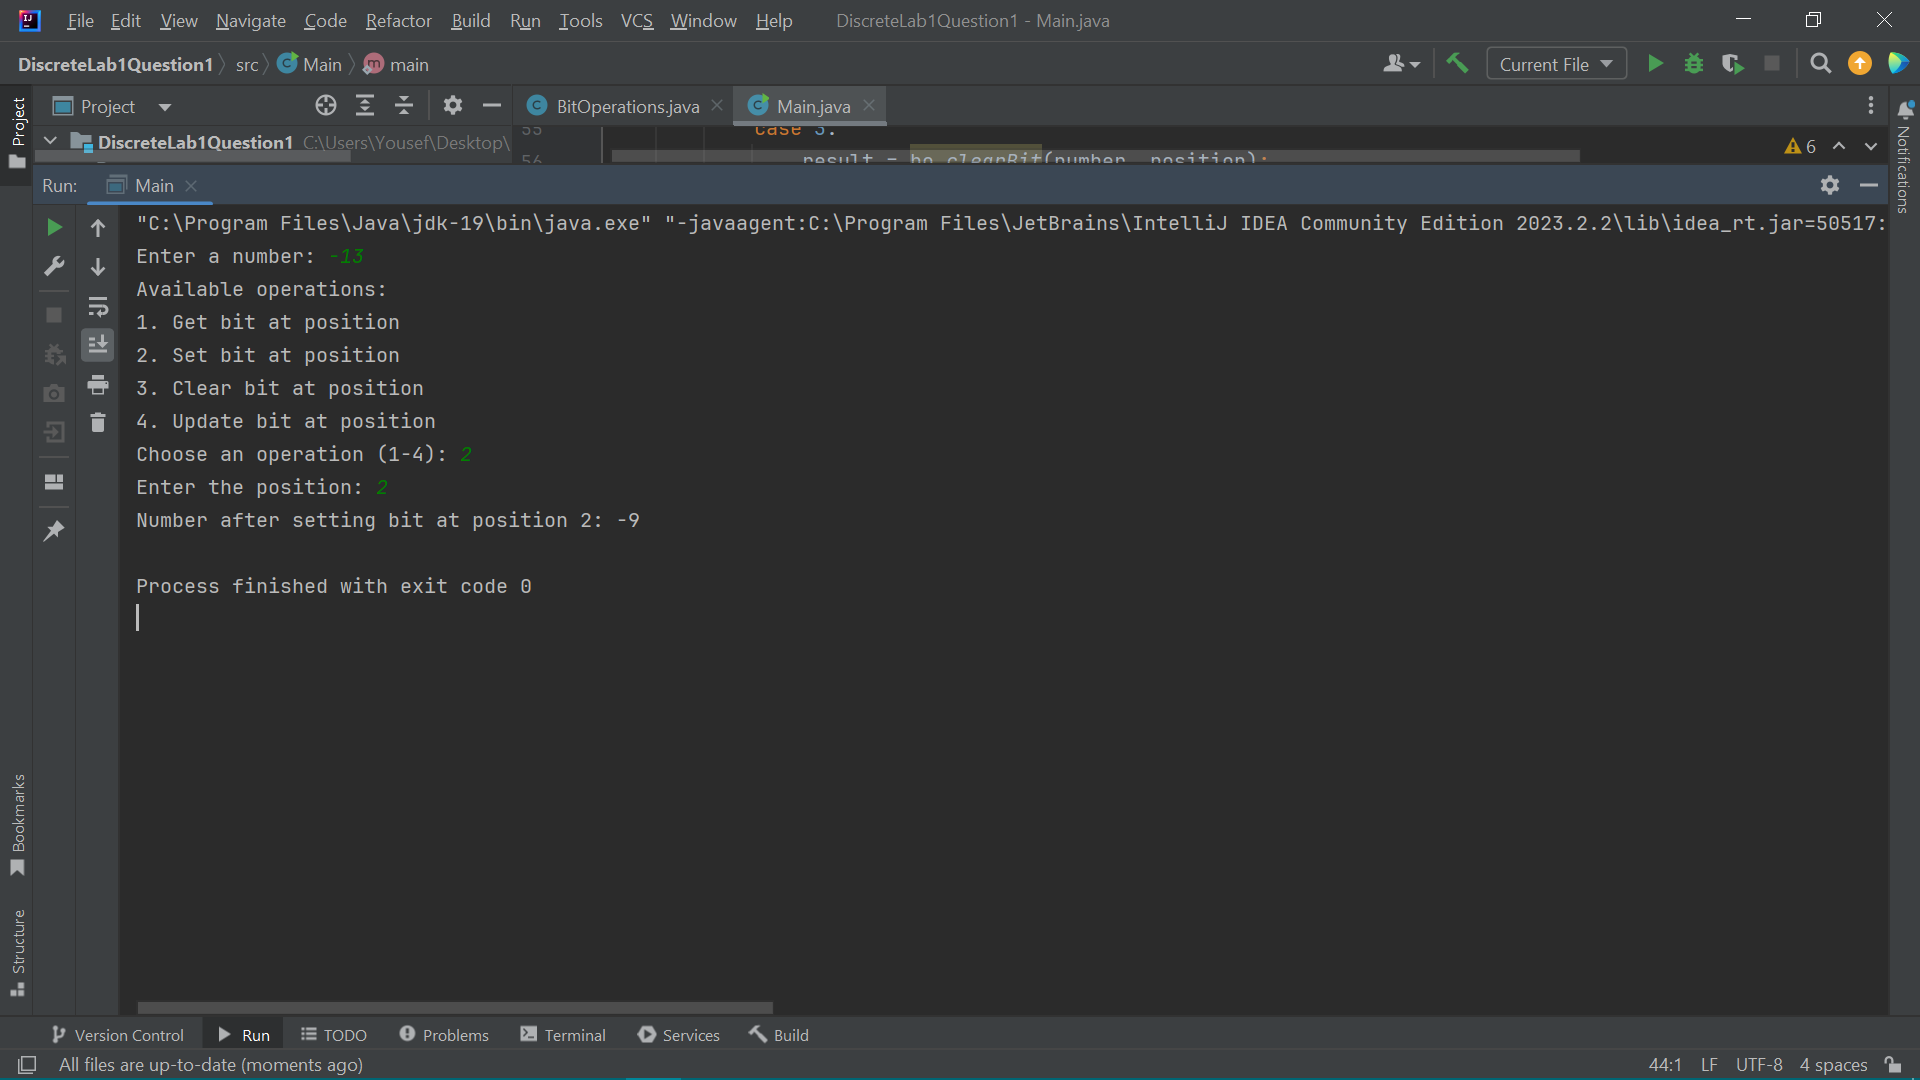 File Edit View Navigate Code Refactor Build Run Tools VCS Window Help DiscreteLab1Question1 - Main.java
DiscreteLab1Question1 src Main main
Current File
Project
BitOperations.java
Main.java
Project
DiscreteLab1Question1 C:\Users\Yousef\Desktop\
55 case 3:
56 result = bo.clearBit(number, position);
6
Notifications
Run: Main
"C:\Program Files\Java\jdk-19\bin\java.exe" "-javaagent:C:\Program Files\JetBrains\IntelliJ IDEA Community Edition 2023.2.2\lib\idea_rt.jar=50517:
Enter a number: -13
Available operations:
1. Get bit at position
2. Set bit at position
3. Clear bit at position
4. Update bit at position
Choose an operation (1-4): 2
Enter the position: 2
Number after setting bit at position 2: -9
Process finished with exit code 0
Bookmarks
Structure
Version Control Run TODO Problems Terminal Services Build
All files are up-to-date (moments ago)
44:1 LF UTF-8 4 spaces